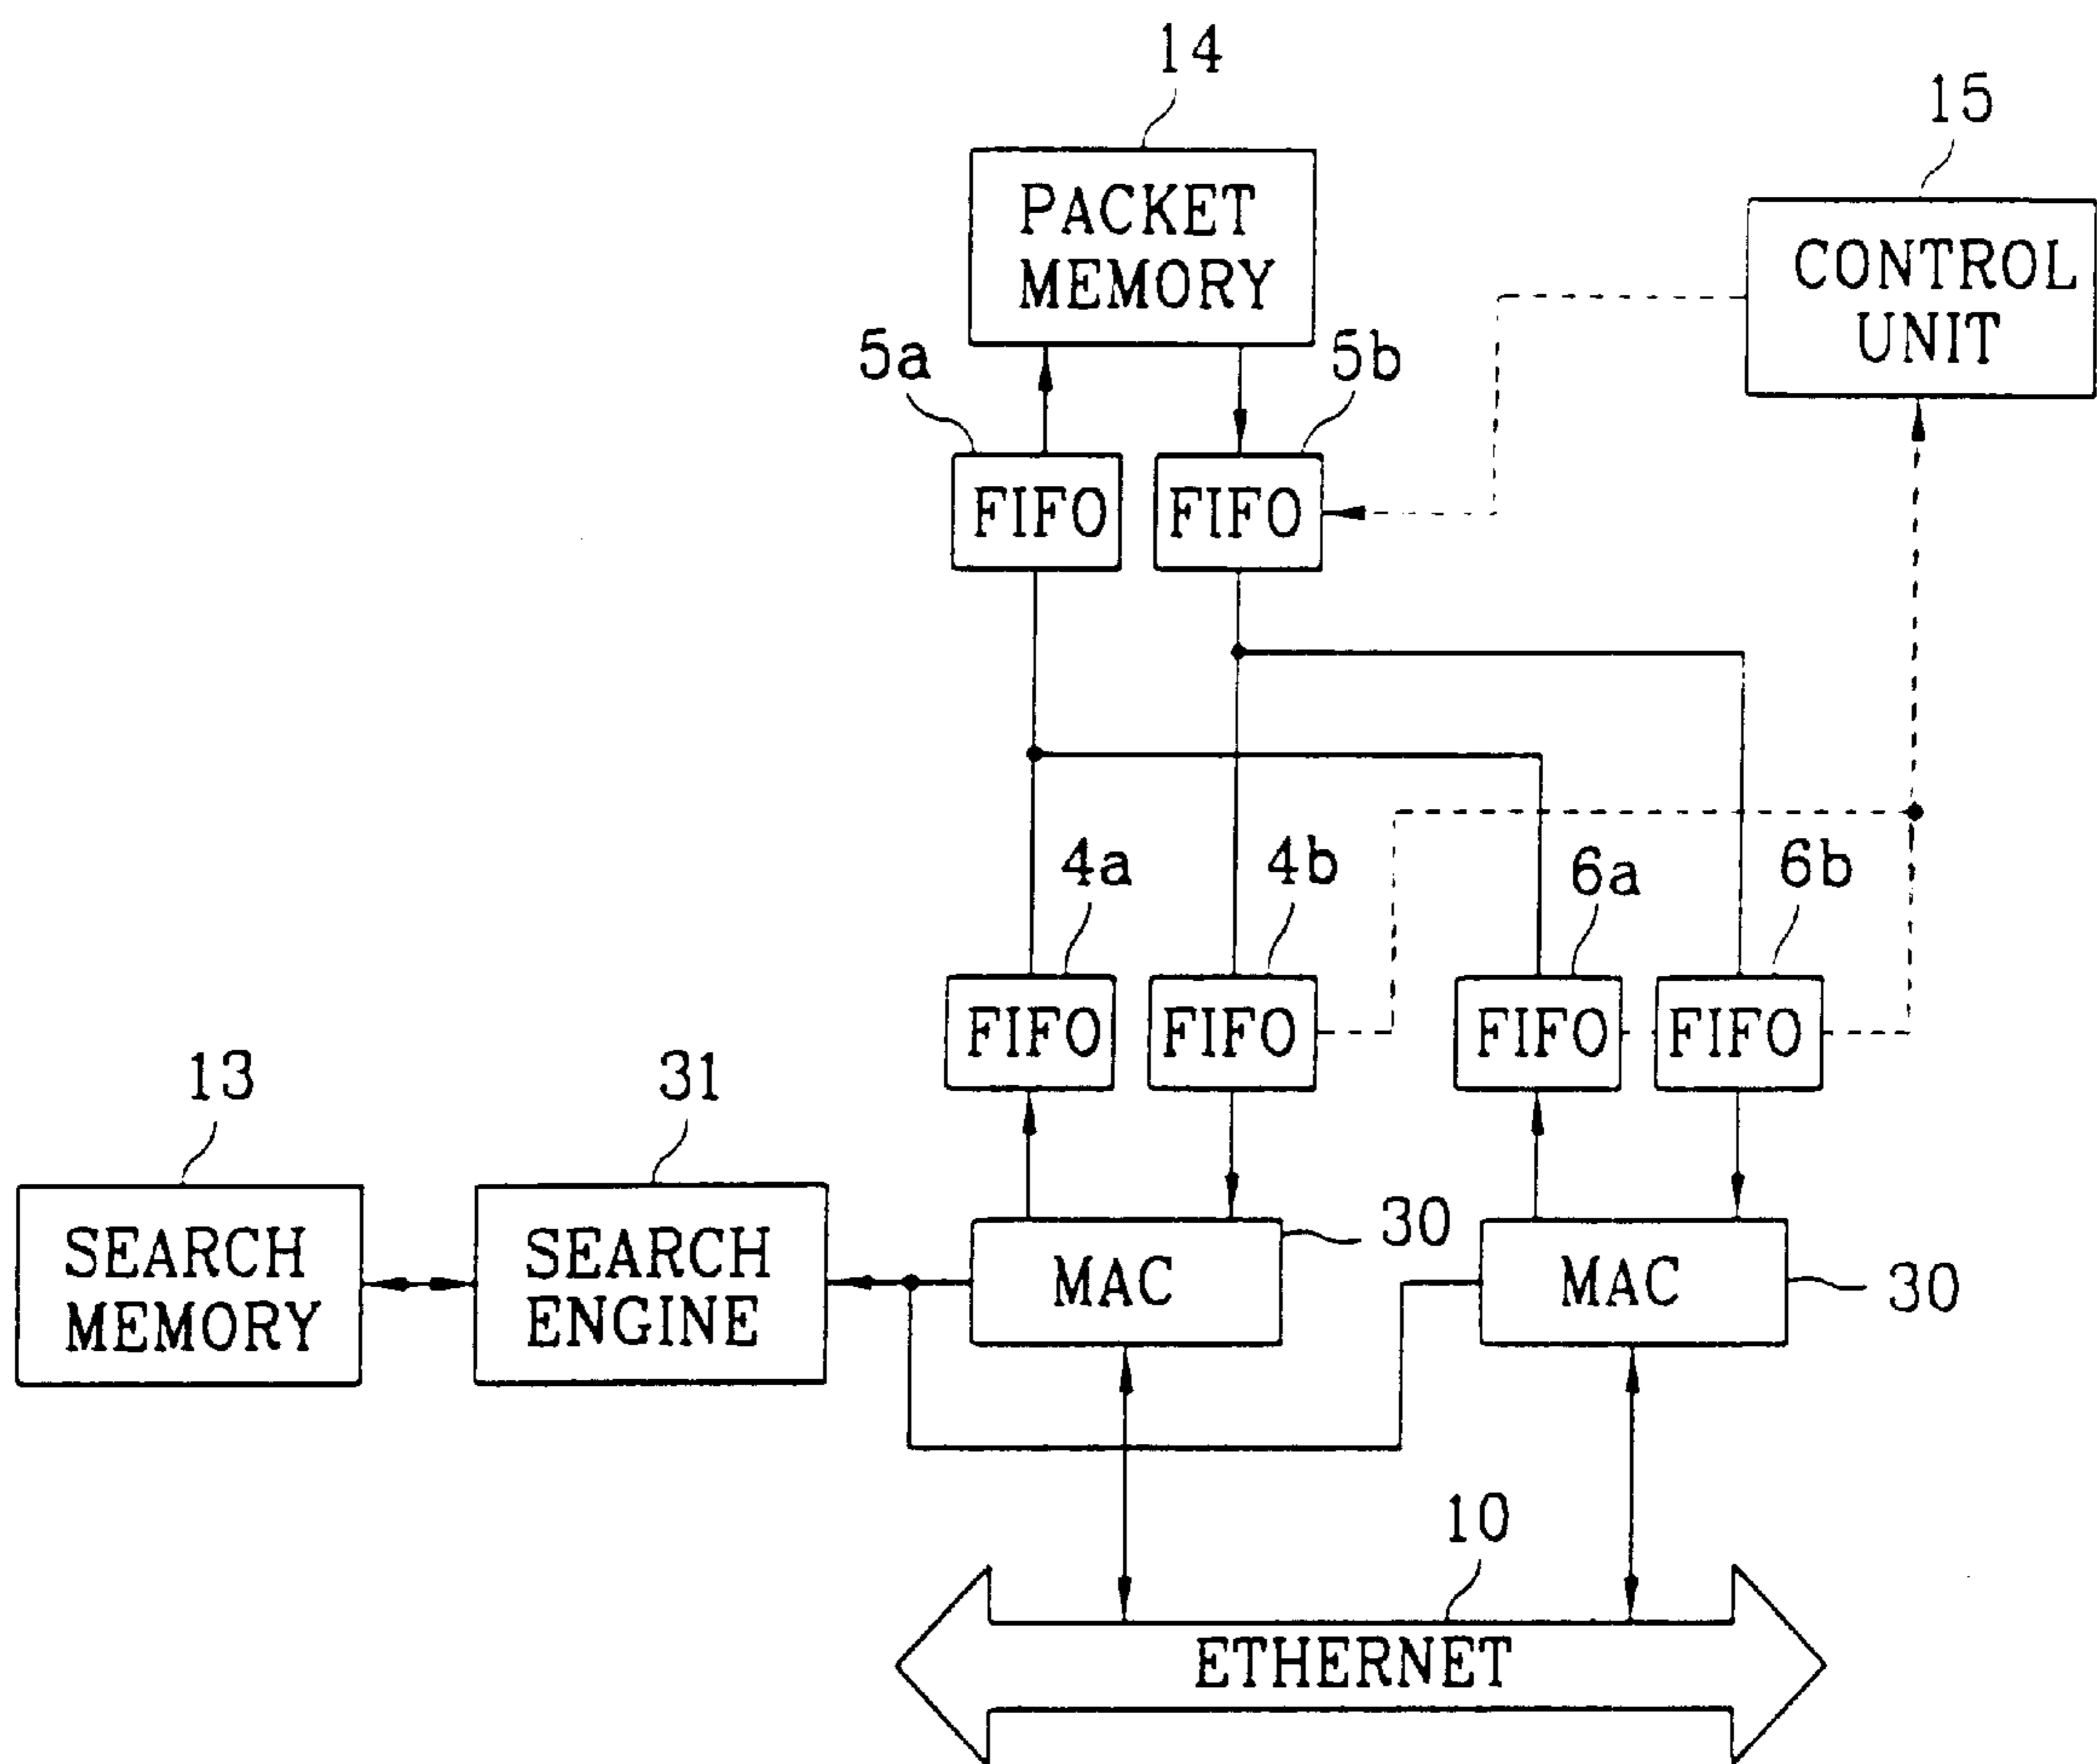 14
15
PACKET
MEMORY
CONTROL
UNIT
5a
5b
FIFO
FIFO
4a
4b
6a
6b
FIFO
FIFO
FIFO
FIFO
13
31
SEARCH
MEMORY
SEARCH
ENGINE
MAC
30
MAC
30
10
ETHERNET